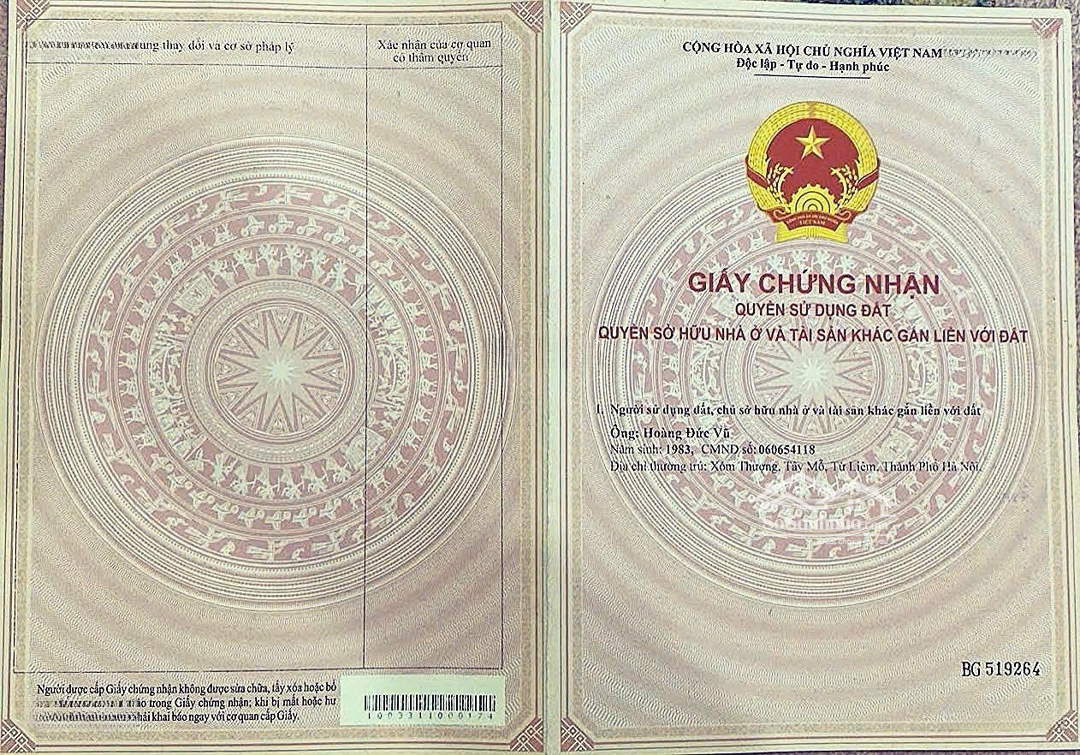 dung thay đổi và cơ sở pháp lý
Xác nhận của cơ quan
có thẩm quyền
Người được cấp Giấy chứng nhận không được sửa chữa, tẩy xóa hoặc bổ
trong Giấy chứng nhận; khi bị mất hoặc hư
phải khai báo ngay với cơ quan cấp Giấy.
CỘNG HÒA XÃ HỘI CHỦ NGHĨA VIỆT NAM
Độc lập - Tự do - Hạnh phúc
VIỆT NAM
GIẤY CHỨNG NHẬN
QUYỀN SỬ DỤNG ĐẤT
QUYỀN SỞ HỮU NHÀ Ở VÀ TÀI SẢN KHÁC GẮN LIỀN VỚI ĐẤT
I. Người sử dụng đất, chủ sở hữu nhà ở và tài sản khác gắn liền với đất
Ông: Hoàng Đức Vũ
Năm sinh: 1983, CMND số: 060654118
Địa chỉ thường trú: Xóm Thượng, Tây Mỗ, Từ Liêm, Thành Phố Hà Nội.
BG 519264